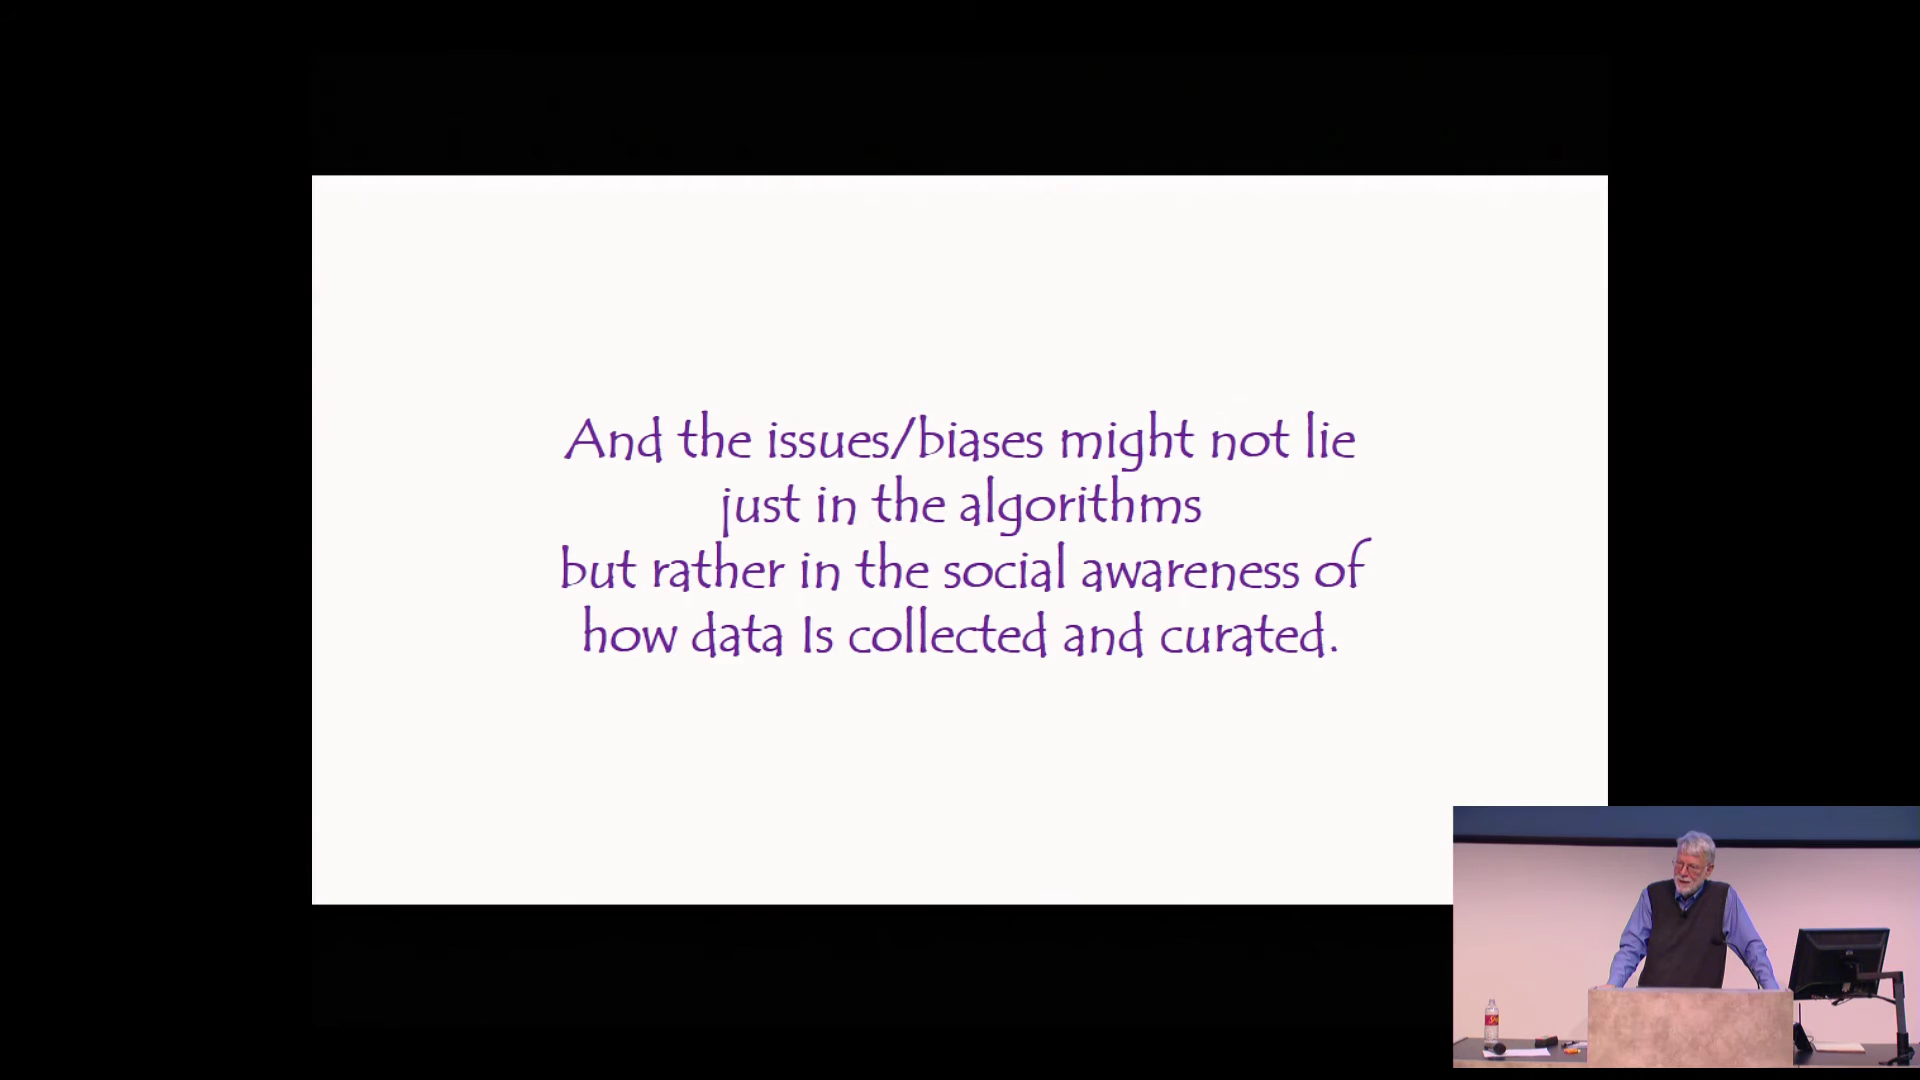 And the issues/biases might not lie
just in the algorithms
but rather in the social awareness of
how data Is collected and curated.